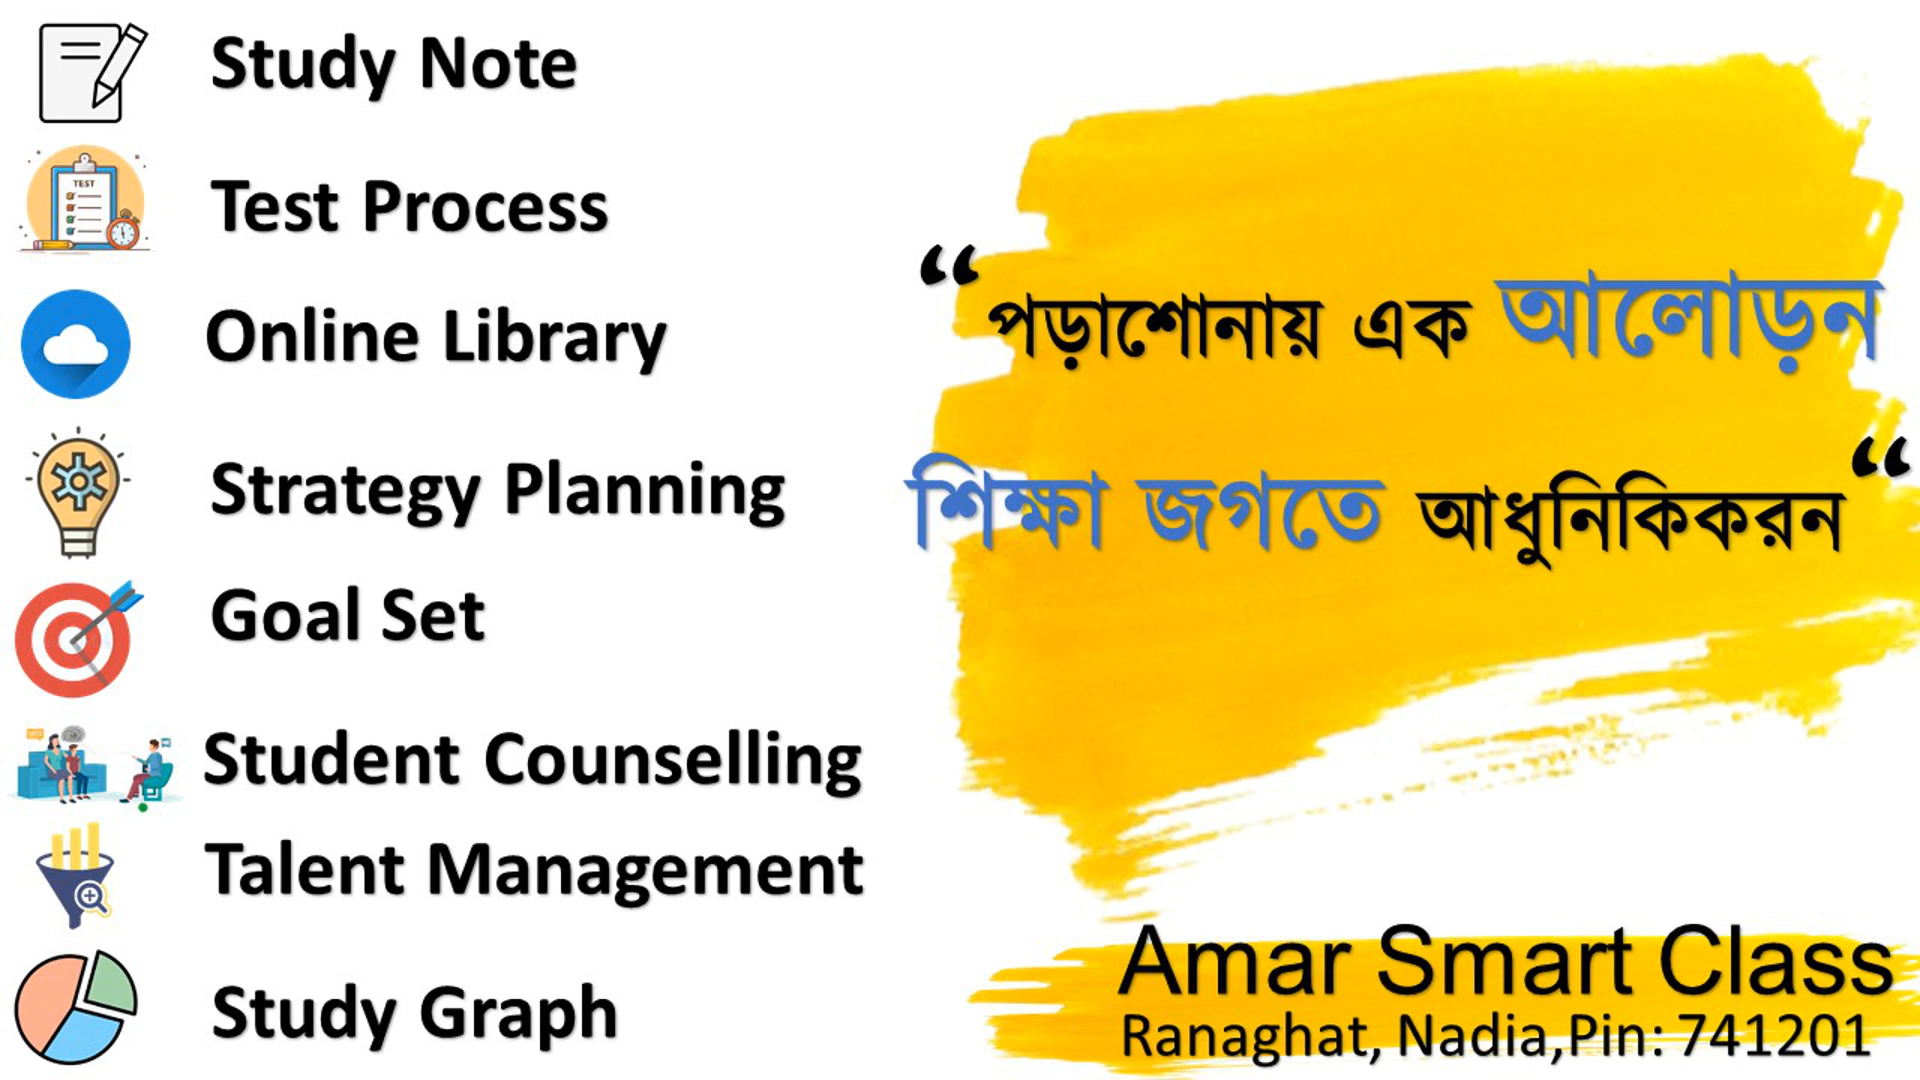 Study Note
TEST
Test Process
Online Library
Strategy Planning
Goal Set
Student Counselling
Talent Management
Study Graph
“পড়াশোনায় এক আলোড়ন
শিক্ষা জগতে আধুনিকিকরন“
Amar Smart Class
Ranaghat, Nadia,Pin: 741201